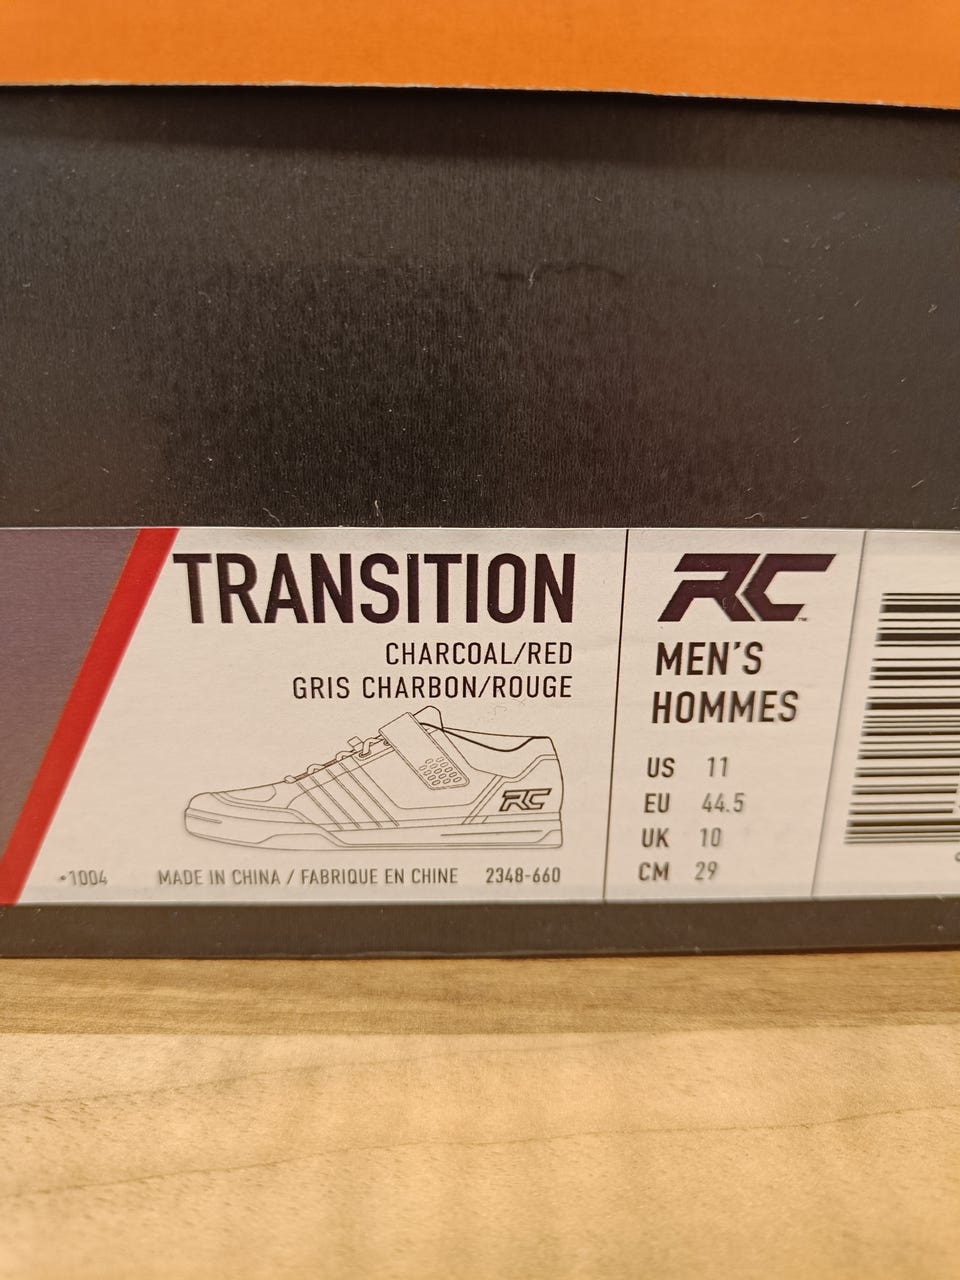 TRANSITION
CHARCOAL/RED
GRIS CHARBON/ROUGE
RC
•1004 MADE IN CHINA / FABRIQUE EN CHINE 2348-660
RC™
MEN'S
HOMMES
US 11
EU 44.5
UK 10
CM 29